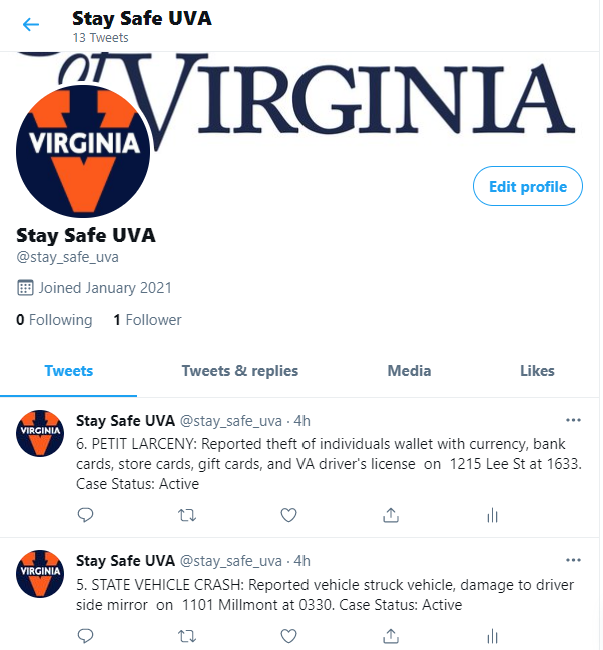 Stay Safe UVA
13 Tweets
of VIRGINIA
VIRGINIA
Edit profile
Stay Safe UVA
@stay_safe_uva
Joined January 2021
0 Following 1 Follower
Tweets Tweets & replies Media Likes
VIRGINIA
Stay Safe UVA @stay_safe_uva · 4h
6. PETIT LARCENY: Reported theft of individuals wallet with currency, bank
cards, store cards, gift cards, and VA driver's license on 1215 Lee St at 1633.
Case Status: Active
VIRGINIA
Stay Safe UVA @stay_safe_uva · 4h
5. STATE VEHICLE CRASH: Reported vehicle struck vehicle, damage to driver
side mirror on 1101 Millmont at 0330. Case Status: Active